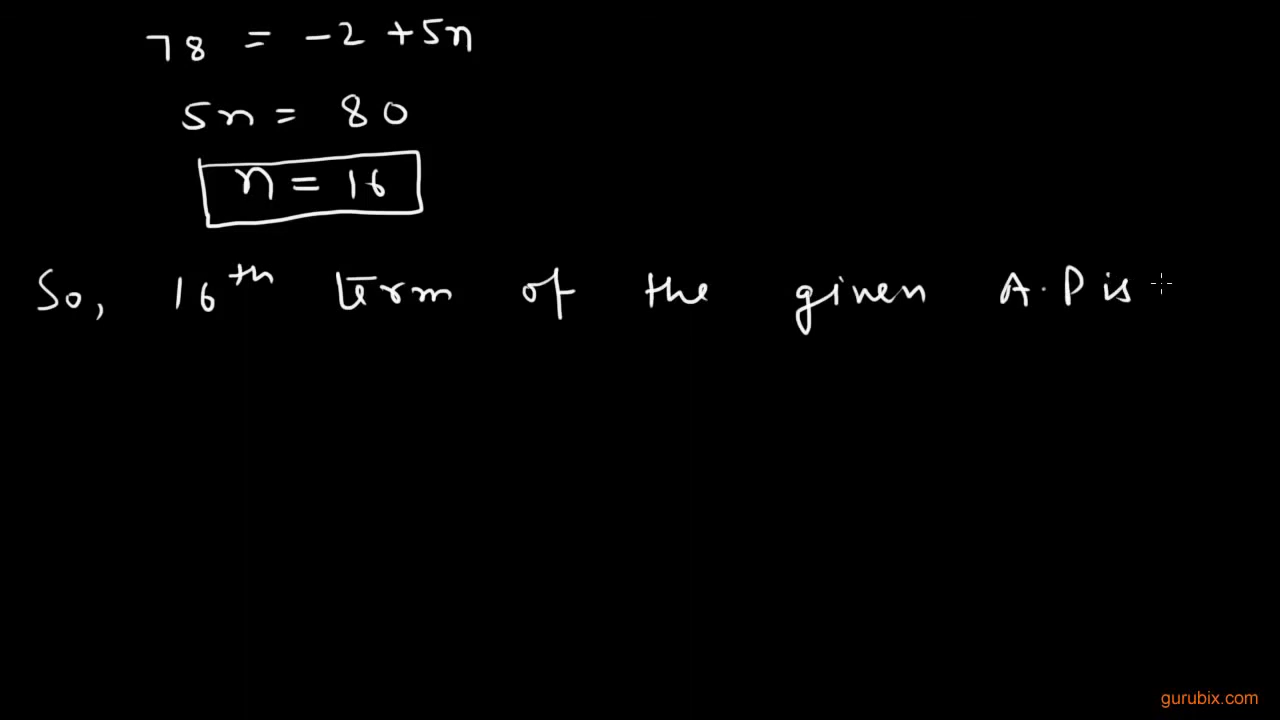 78 = -2 + 5n
5n = 80
n = 16
So, 16th term of the given A.P is
gurubix.com